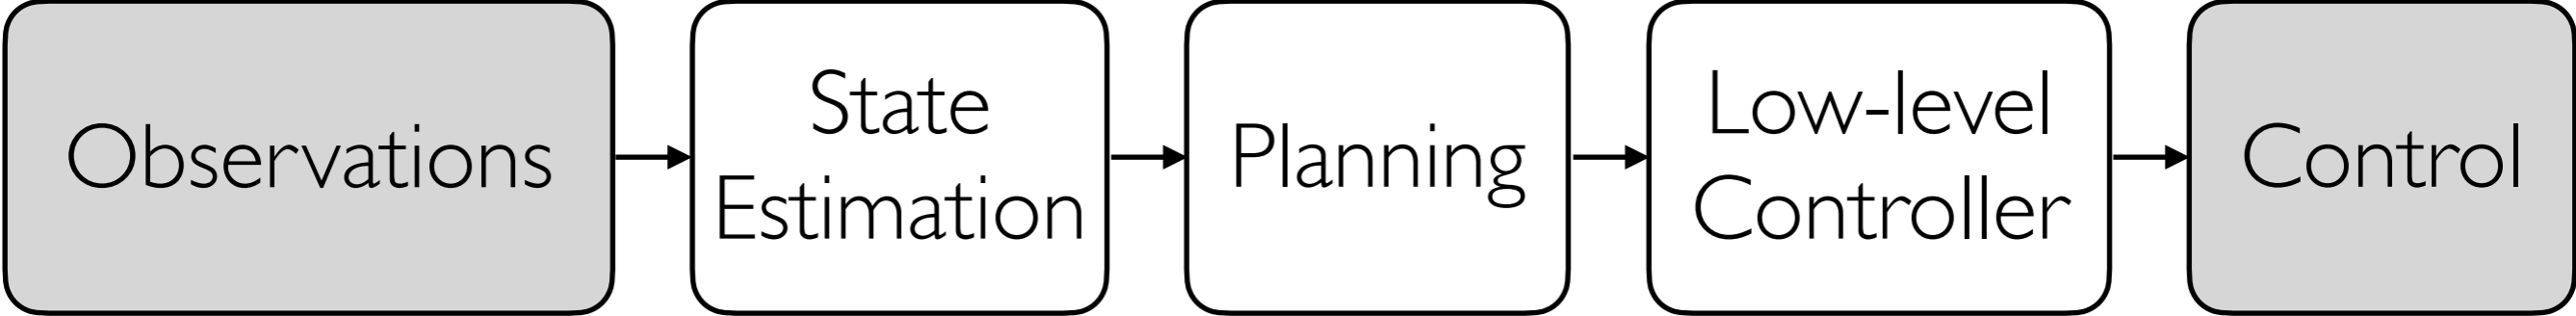 Observations
State
Estimation
Planning
Low-level
Controller
Control